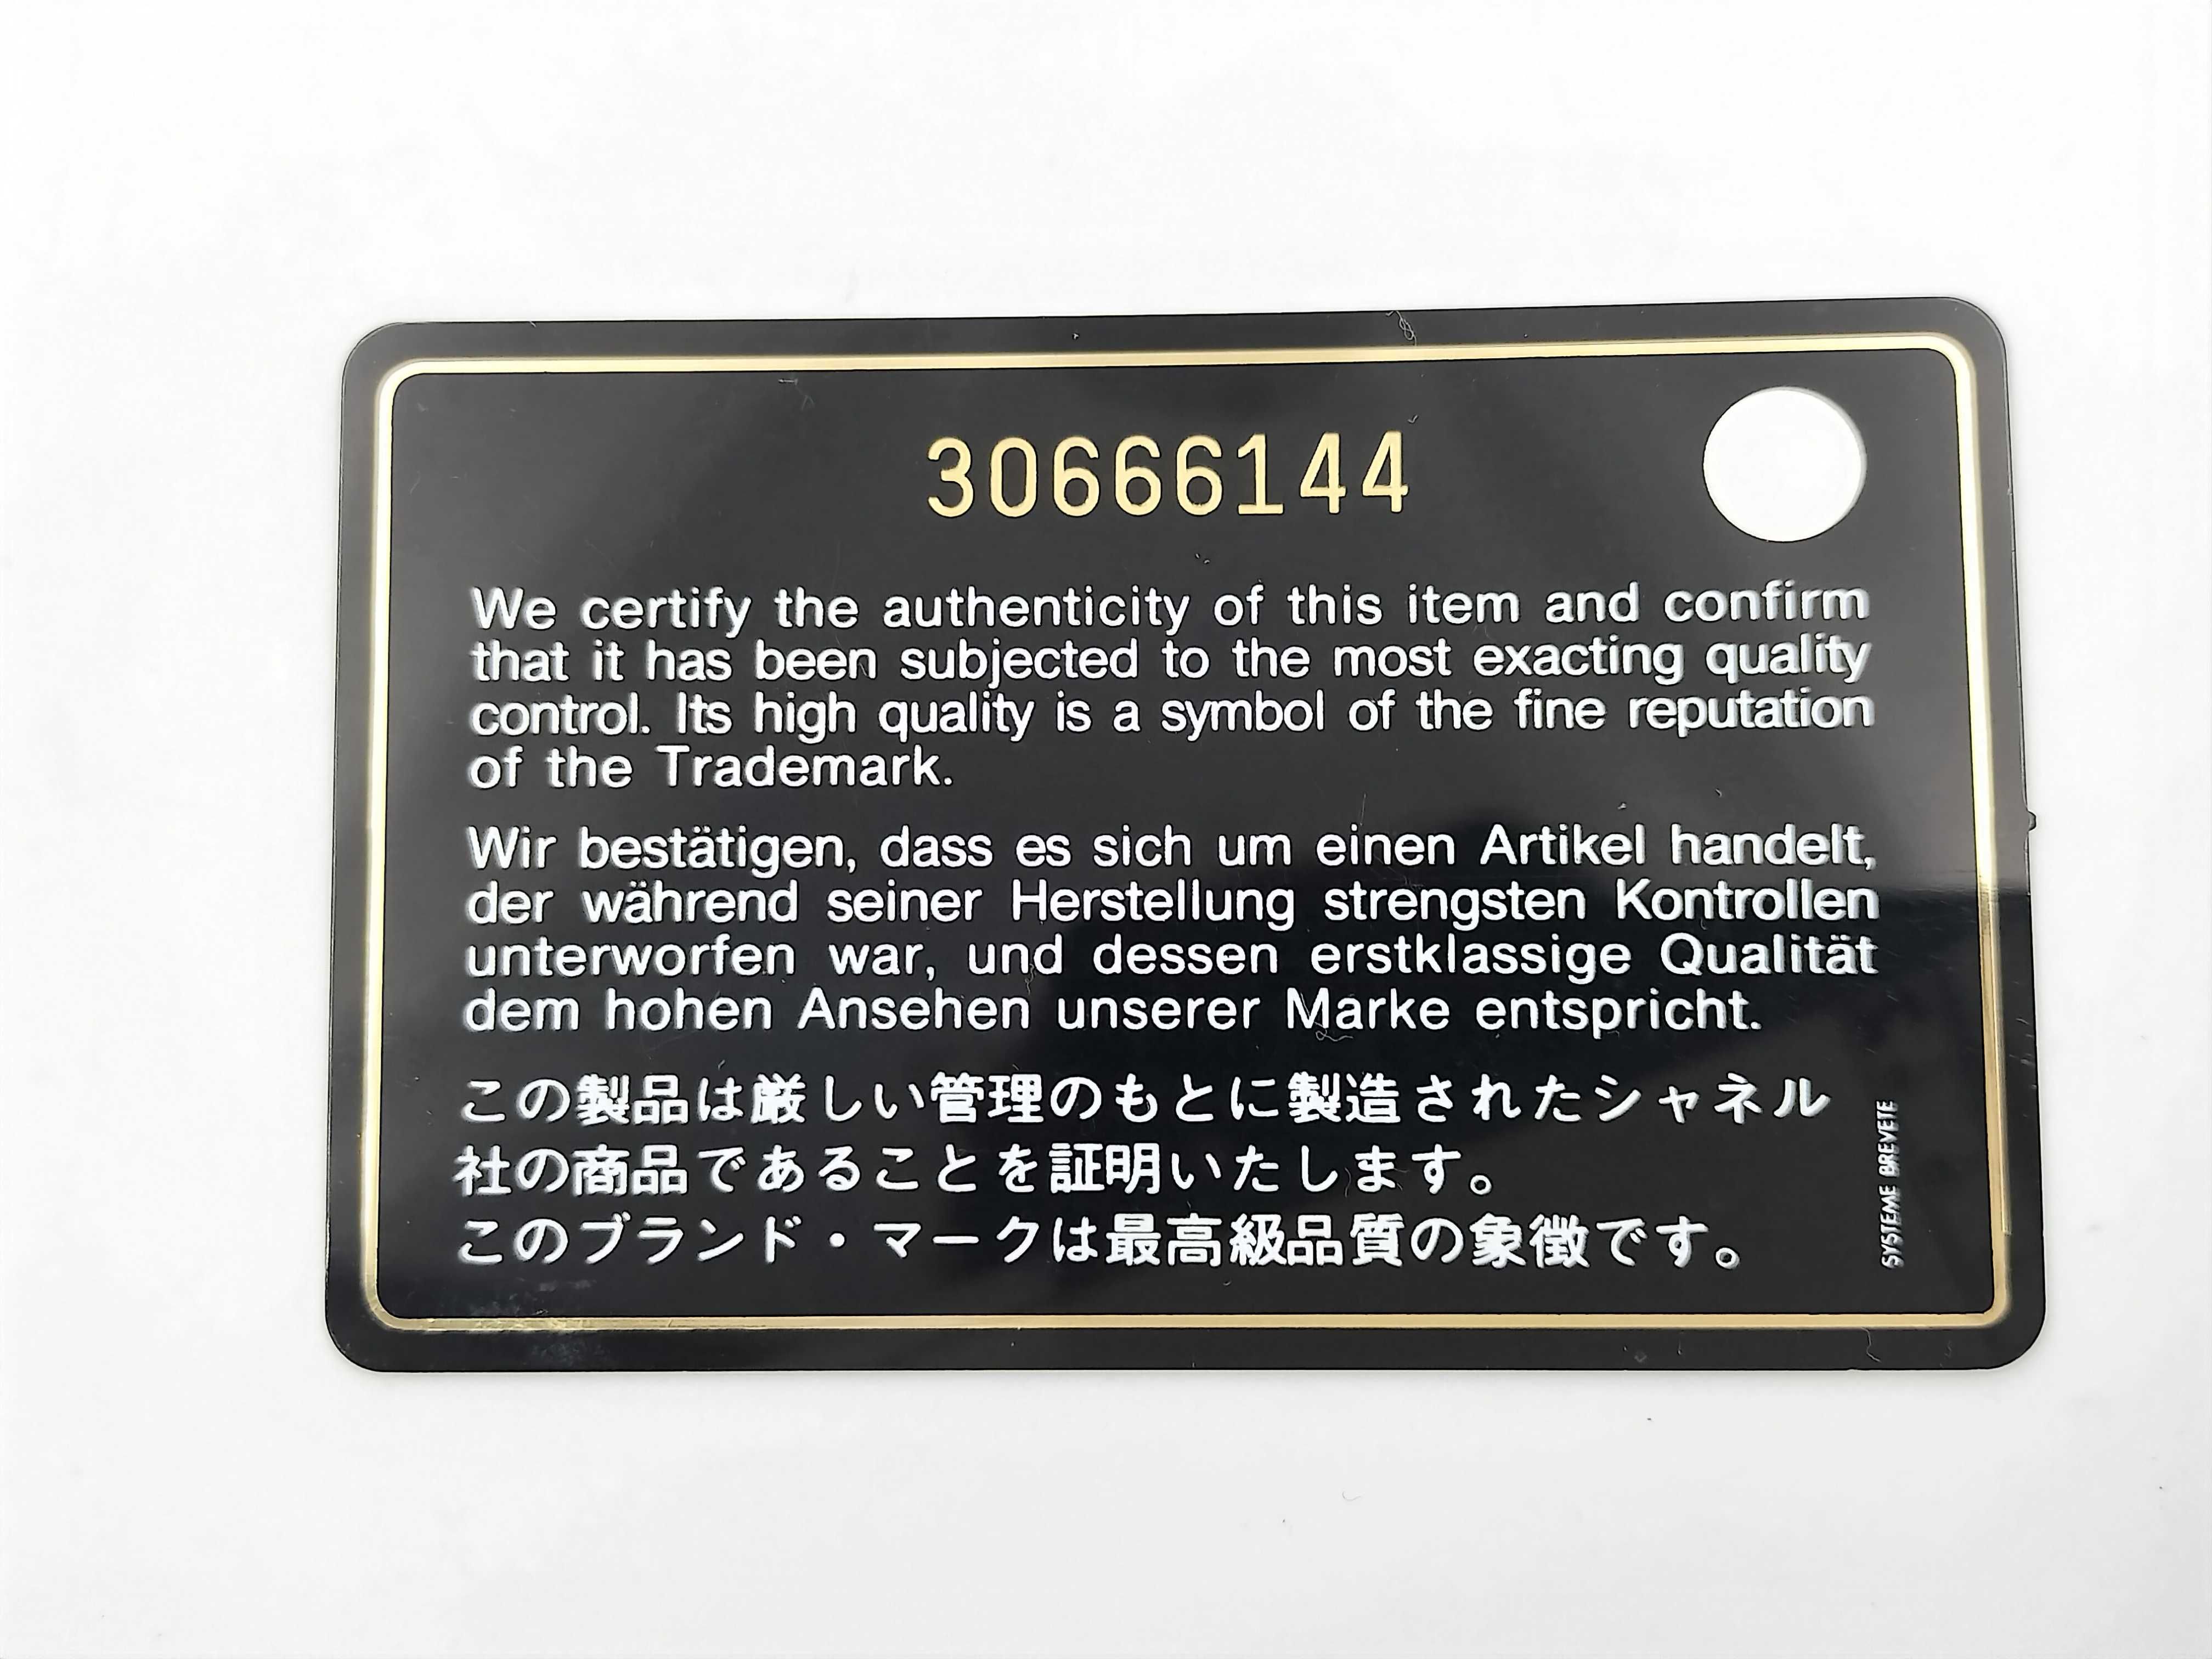 30666144
We certify the authenticity of this item and confirm
that it has been subjected to the most exacting quality
control. Its high quality is a symbol of the fine reputation
of the Trademark.
Wir bestätigen, dass es sich um einen Artikel handelt,
der während seiner Herstellung strengsten Kontrollen
unterworfen war, und dessen erstklassige Qualität
dem hohen Ansehen unserer Marke entspricht.
この製品は厳しい管理のもとに製造されたシャネル
社の商品であることを証明いたします。
このブランド・マークは最高級品質の象徴です。
SYSTEME BREVETE